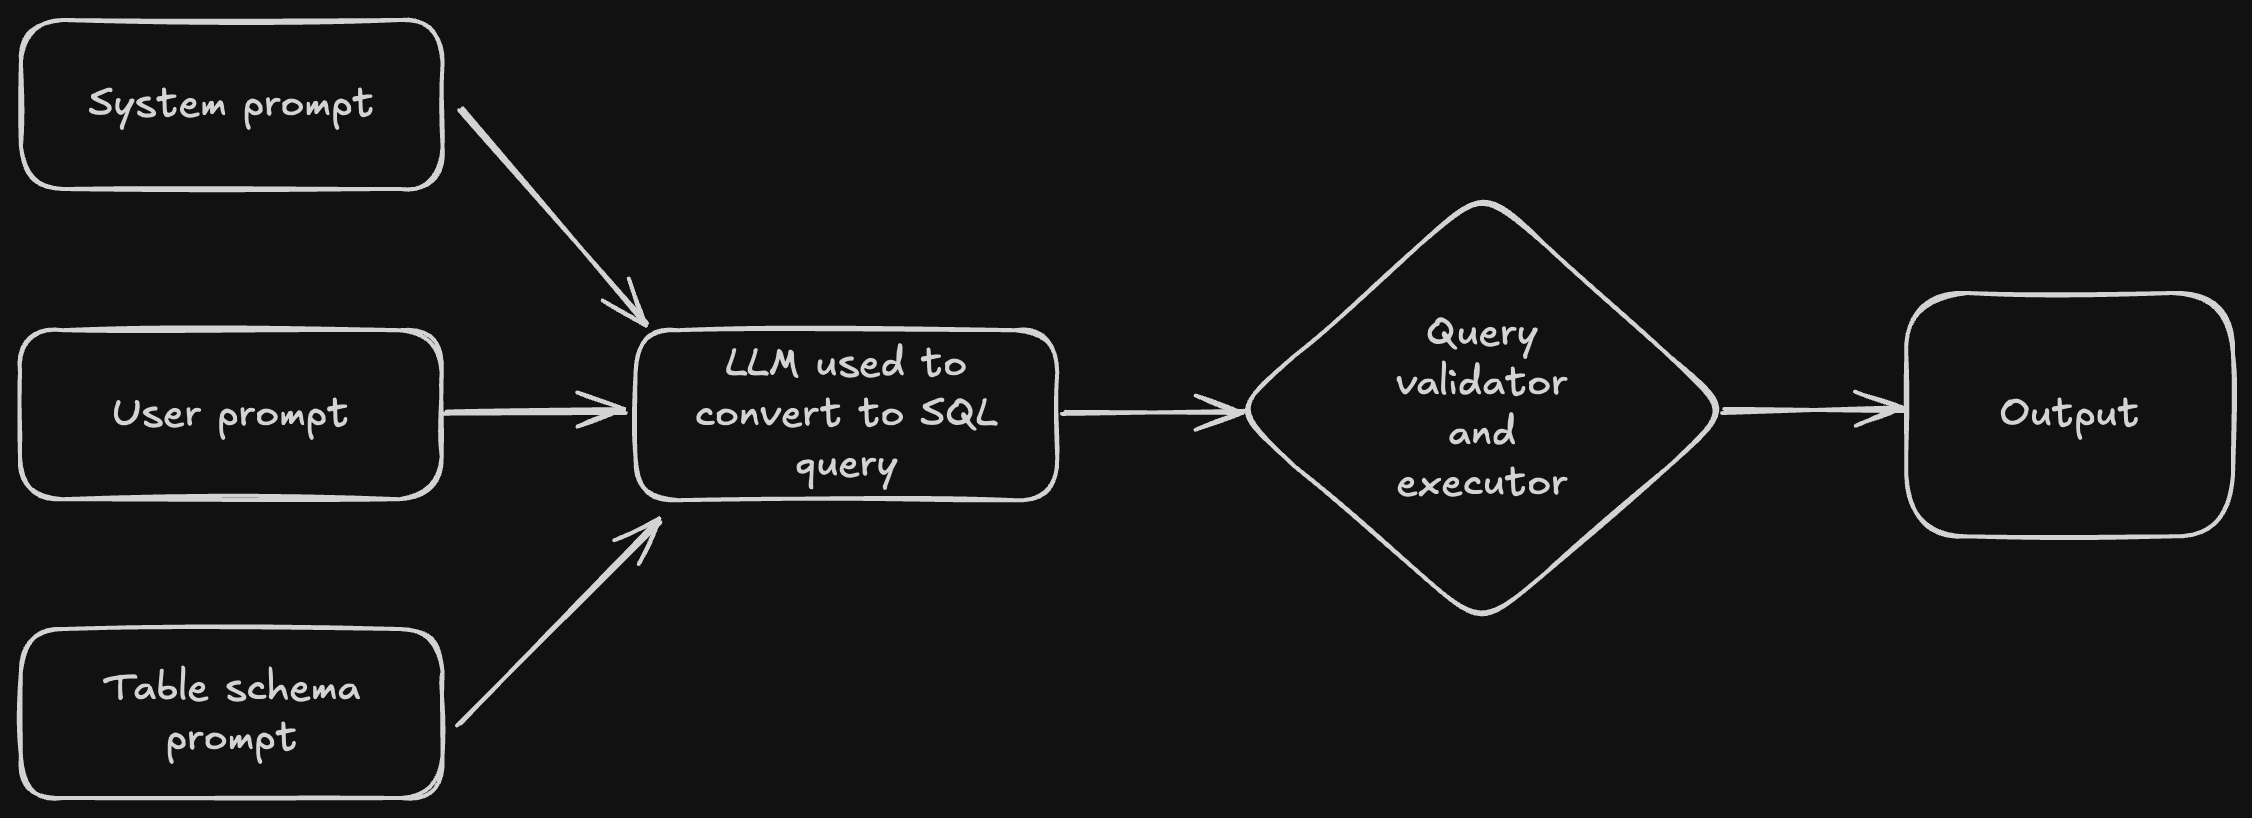 System prompt
User prompt
Table schema
prompt
LLM used to
convert to SQL
query
Query
validator
and
executor
Output